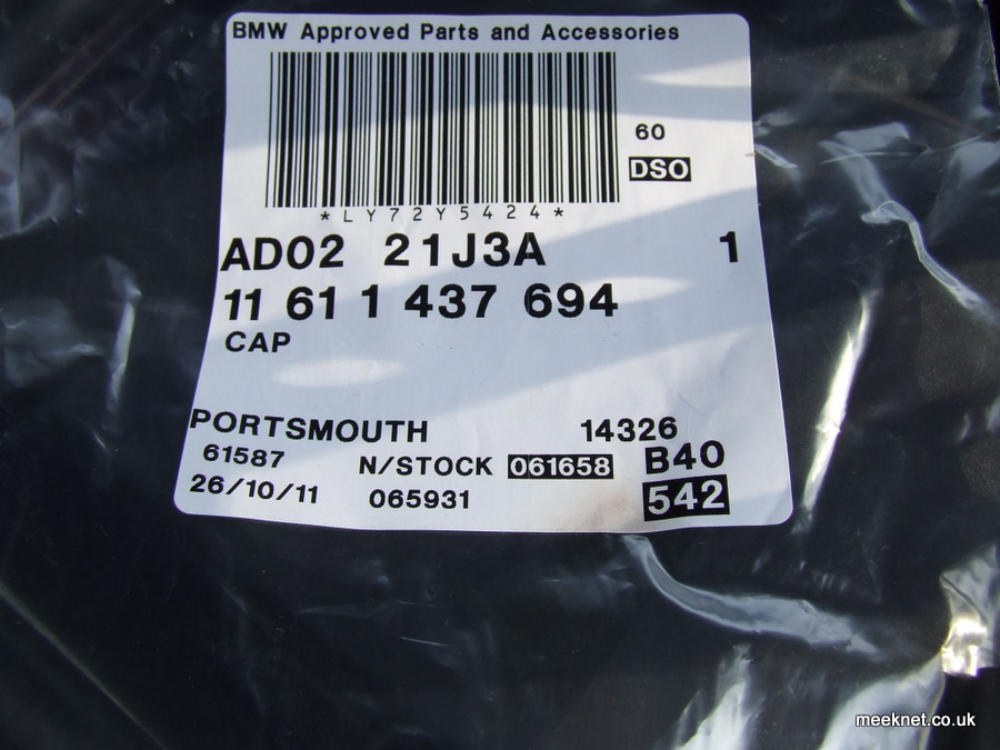 BMW Approved Parts and Accessories
60
DSO
*LY72Y5424*
AD02 21J3A 1
11 61 1 437 694
CAP
PORTSMOUTH 14326
61587 N/STOCK 061658 B40
26/10/11 065931 542
meeknet.co.uk